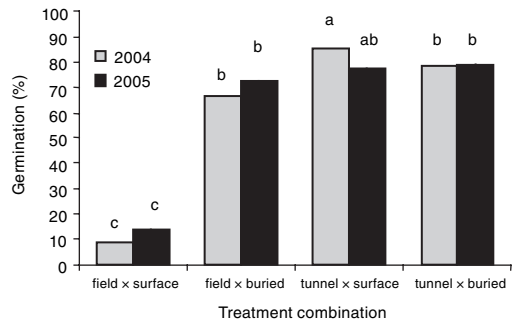 100
90
80
70
60
50
40
30
20
10
0
Germination (%)
2004
2005
c
c
b
b
a
ab
b
b
field × surface
field × buried
tunnel × surface
tunnel × buried
Treatment combination